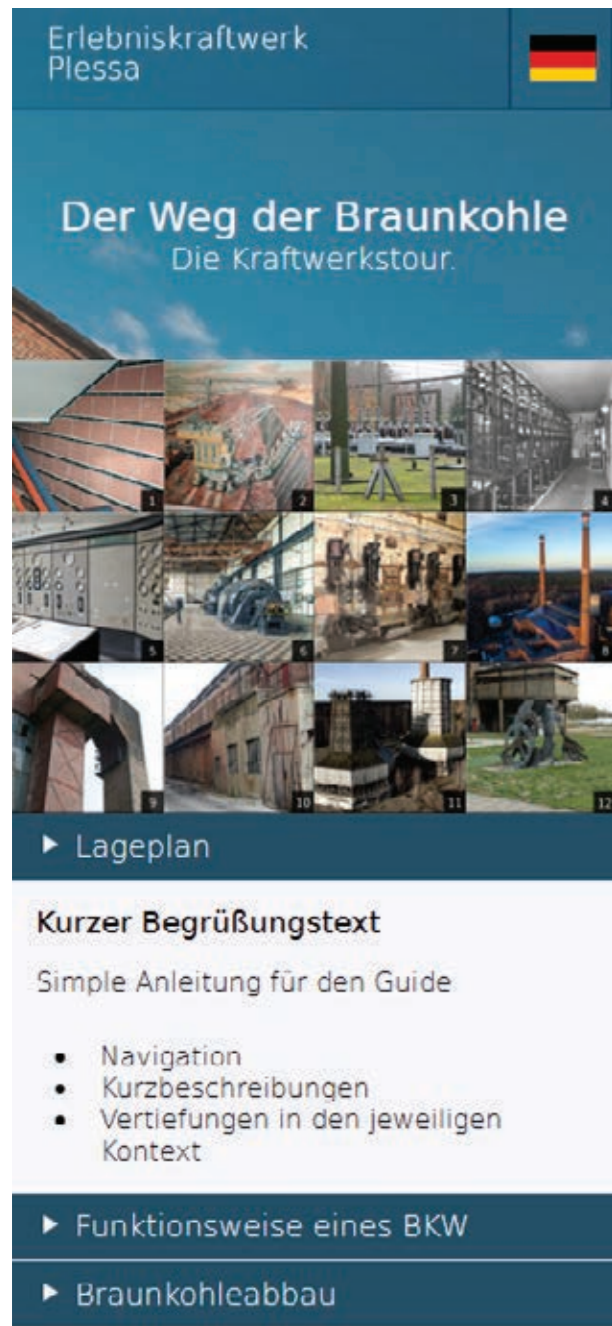 Erlebniskraftwerk
Plessa
Der Weg der Braunkohle
Die Kraftwerkstour.
1
2
3
4
5
6
7
8
9
10
11
12
► Lageplan
Kurzer Begrüßungstext
Simple Anleitung für den Guide
• Navigation
• Kurzbeschreibungen
• Vertiefungen in den jeweiligen
Kontext
► Funktionsweise eines BKW
► Braunkohleabbau